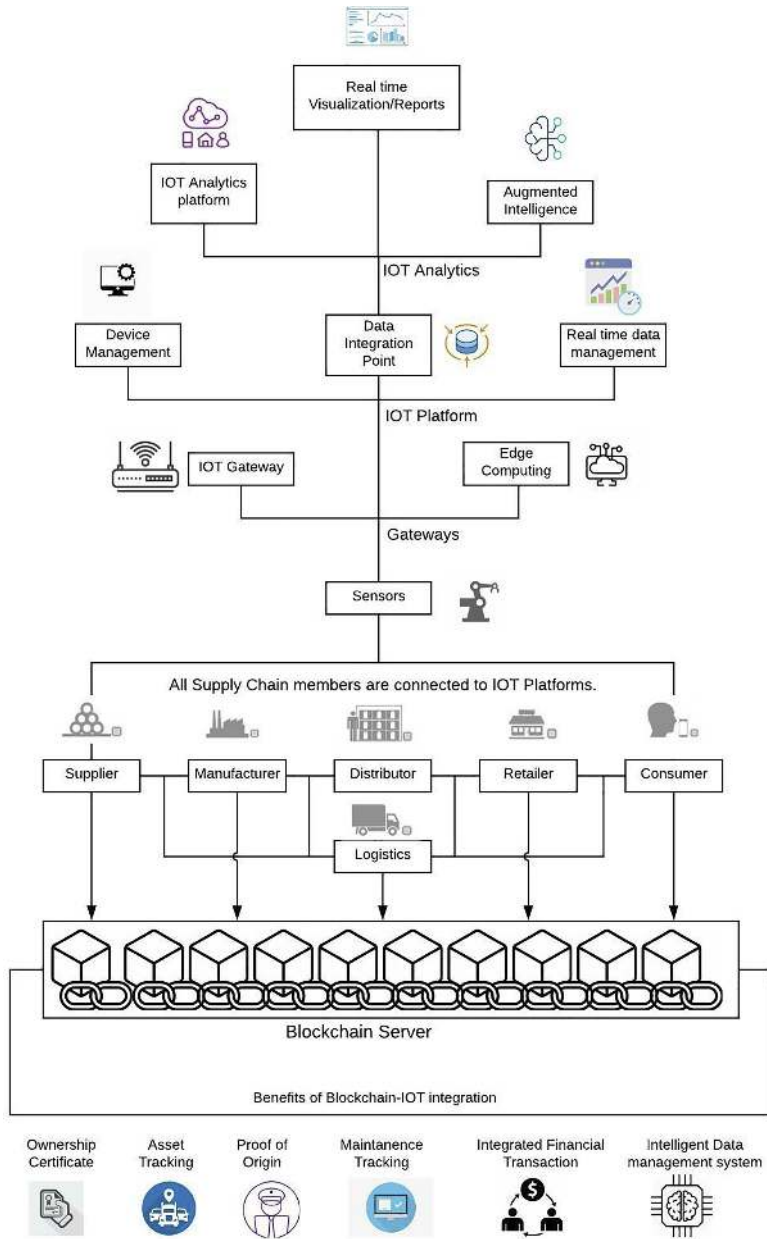 Real time
Visualization/Reports
IOT Analytics
platform
Augmented
Intelligence
IOT Analytics
Device
Management
Data
Integration
Point
Real time data
management
IOT Platform
IOT Gateway
Edge
Computing
Gateways
Sensors
All Supply Chain members are connected to IOT Platforms.
Supplier
Manufacturer
Distributor
Retailer
Consumer
Logistics
Blockchain Server
Benefits of Blockchain-IOT integration
Ownership
Certificate
Asset
Tracking
Proof of
Origin
Maintanence
Tracking
Integrated Financial
Transaction
Intelligent Data
management system